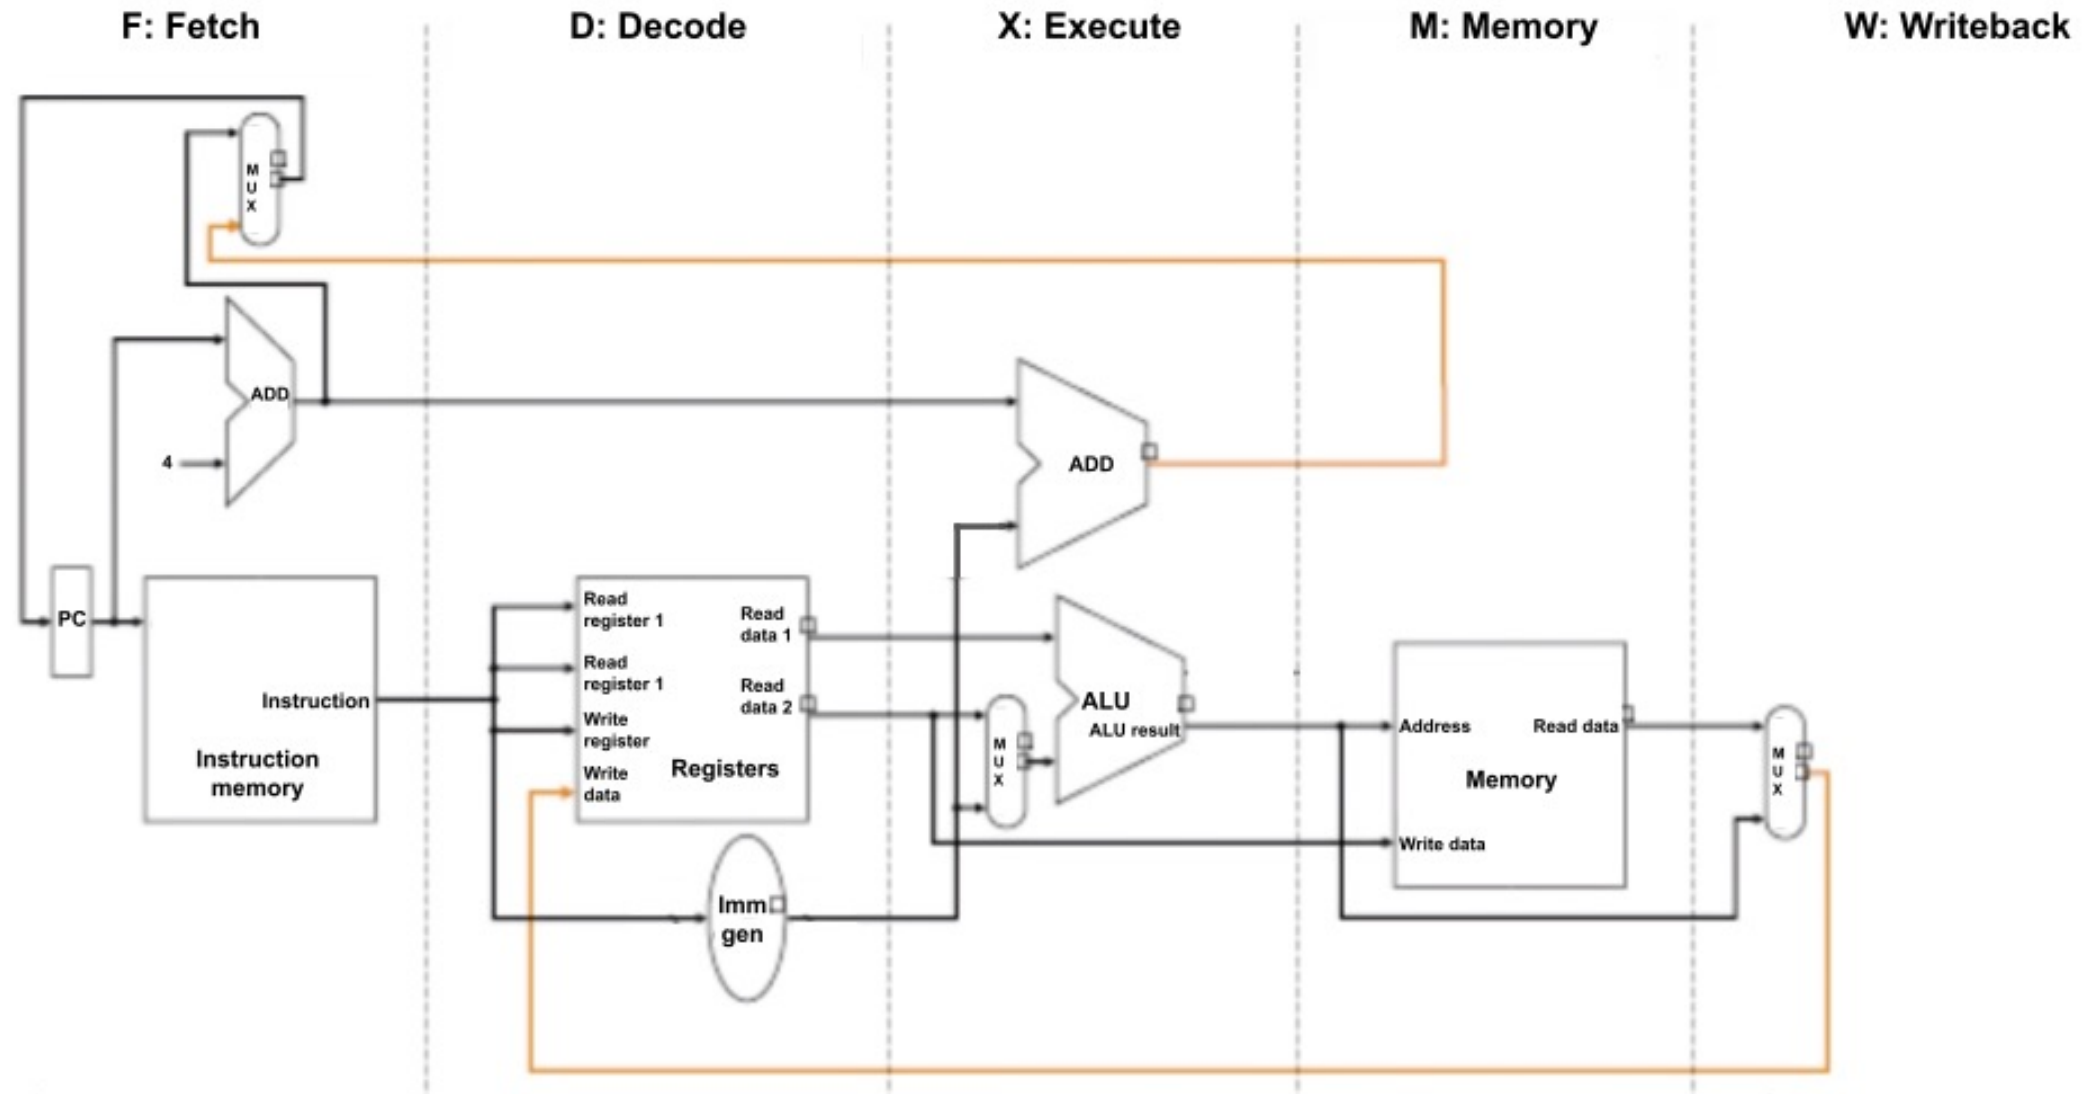 F: Fetch
D: Decode
X: Execute
M: Memory
W: Writeback
M
U
X
ADD
4
PC
Instruction
Instruction
memory
Read
register 1
Read
register 1
Write
register
Write
data
Read
data 1
Read
data 2
Registers
Imm
gen
ADD
M
U
X
ALU
ALU result
Address
Read data
Memory
Write data
M
U
X